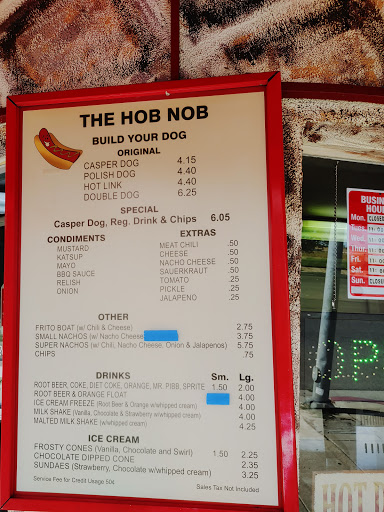 THE HOB NOB
BUILD YOUR DOG
ORIGINAL
CASPER DOG 4.15
POLISH DOG 4.40
HOT LINK 4.40
DOUBLE DOG 6.25
SPECIAL
Casper Dog, Reg. Drink & Chips 6.05
CONDIMENTS EXTRAS
MUSTARD MEAT CHILI .50
KATSUP CHEESE .50
MAYO NACHO CHEESE .50
BBQ SAUCE SAUERKRAUT .50
RELISH TOMATO .25
ONION PICKLE .25
JALAPENO .25
OTHER
FRITO BOAT (w/ Chili & Cheese) 2.75
SMALL NACHOS (w/ Nacho Cheese 3.75
SUPER NACHOS (w/ Chili, Nacho Cheese, Onion & Jalapenos) 5.75
CHIPS .75
DRINKS Sm. Lg.
ROOT BEER, COKE, DIET COKE, ORANGE, MR. PIBB, SPRITE 1.50 2.00
ROOT BEER & ORANGE FLOAT 4.00
ICE CREAM FREEZE (Root Beer & Orange w/whipped cream) 4.00
MILK SHAKE (Vanilla, Chocolate & Strawberry w/whipped cream) 4.00
MALTED MILK SHAKE (w/whipped cream) 4.25
ICE CREAM
FROSTY CONES (Vanilla, Chocolate and Swirl) 1.50 2.25
CHOCOLATE DIPPED CONE 2.35
SUNDAES (Strawberry, Chocolate w/whipped cream) 3.25
Service Fee for Credit Usage 50¢
Sales Tax Not Included
BUSIN
HOU
Mon. CLOSE
Tues.
Wed.
Thu
Fri.
Sat.
Sun. CLOSE
OP
HOT D